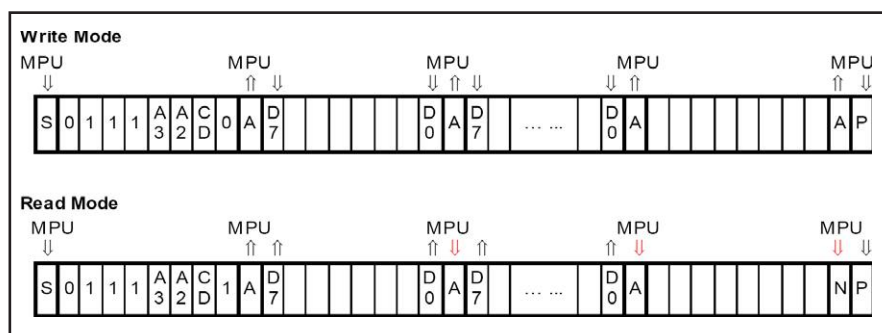 Write Mode
MPU MPU MPU MPU MPU
⇓ ⇑ ⇓ ⇓ ⇑ ⇓ ⇓ ⇑ ⇑ ⇓
S 0 1 1 1 A3 A2 CD 0 A D7 D0 A D7 ... ... D0 A A P
Read Mode
MPU MPU MPU MPU MPU
⇓ ⇑ ⇑ ⇑ ⇓ ⇑ ⇑ ⇓ ⇓ ⇓
S 0 1 1 1 A3 A2 CD 1 A D7 D0 A D7 ... ... D0 A N P